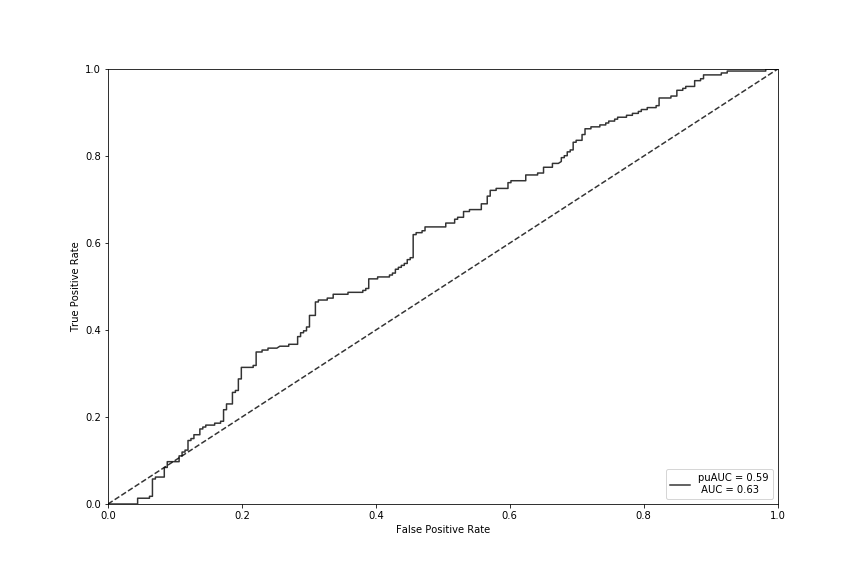 1.0
0.8
0.6
0.4
0.2
0.0
True Positive Rate
0.0 0.2 0.4 0.6 0.8 1.0
False Positive Rate
puAUC = 0.59
AUC = 0.63